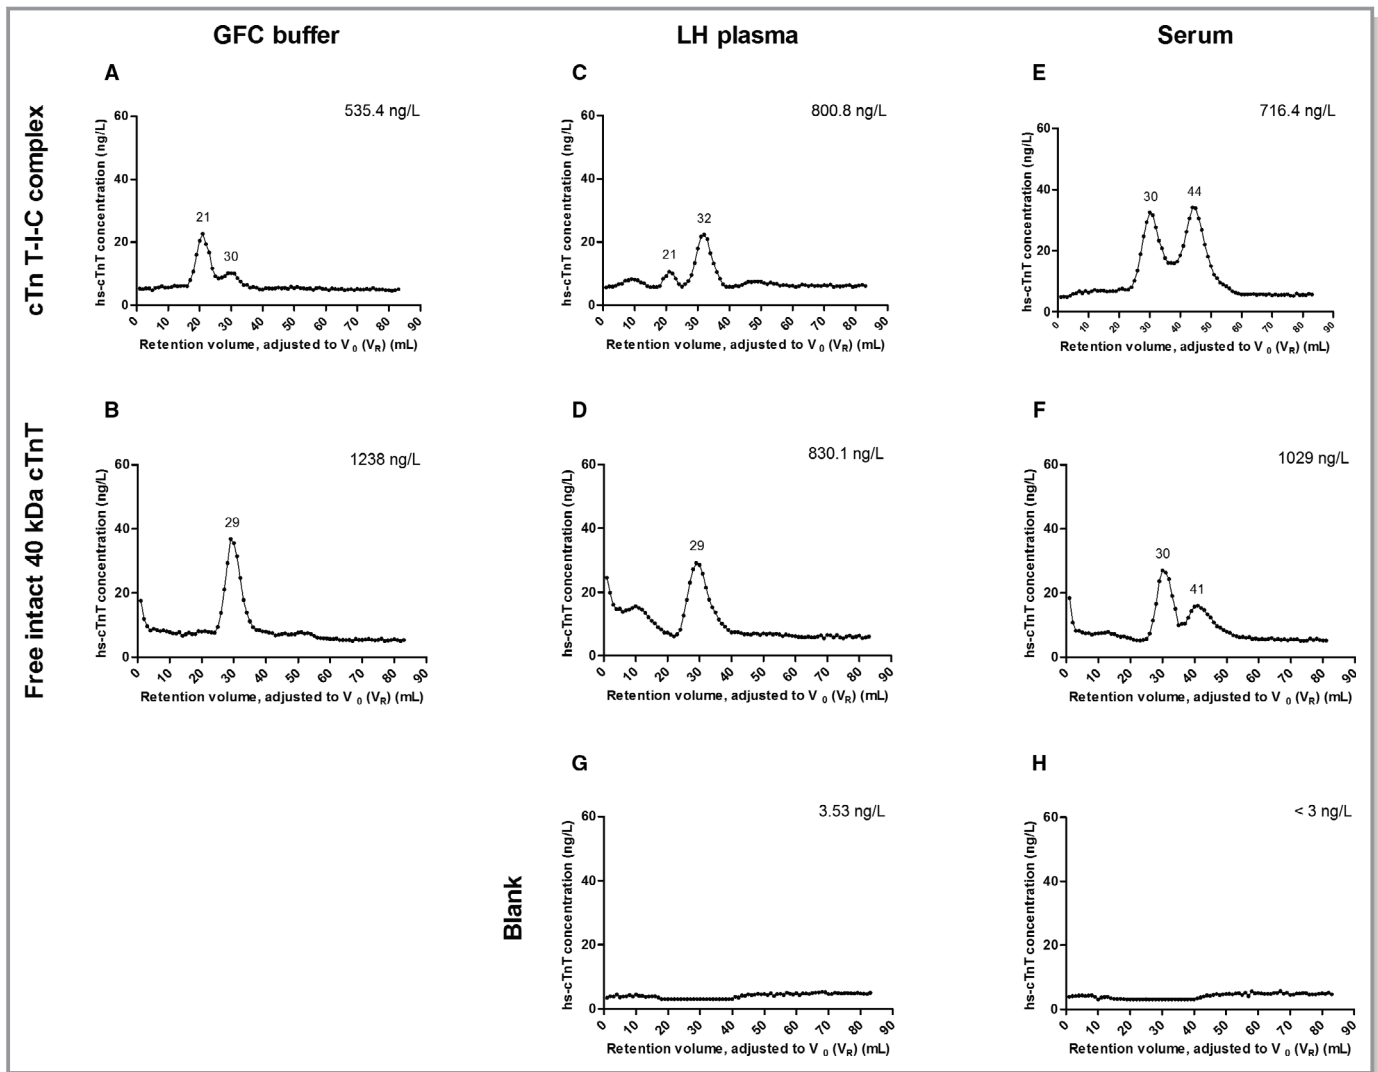 GFC buffer
LH plasma
Serum
cTn T-I-C complex
A
535.4 ng/L
hs-cTnT concentration (ng/L)
60
40
20
0
21
30
0 10 20 30 40 50 60 70 80 90
Retention volume, adjusted to V 0 (VR) (mL)
C
800.8 ng/L
hs-cTnT concentration (ng/L)
60
40
20
0
21
32
0 10 20 30 40 50 60 70 80 90
Retention volume, adjusted to V 0 (VR) (mL)
E
716.4 ng/L
hs-cTnT concentration (ng/L)
60
40
20
0
30
44
0 10 20 30 40 50 60 70 80 90
Retention volume, adjusted to V 0 (VR) (mL)
Free intact 40 kDa cTnT
B
1238 ng/L
hs-cTnT concentration (ng/L)
60
40
20
0
29
0 10 20 30 40 50 60 70 80 90
Retention volume, adjusted to V 0 (VR) (mL)
D
830.1 ng/L
hs-cTnT concentration (ng/L)
60
40
20
0
29
0 10 20 30 40 50 60 70 80 90
Retention volume, adjusted to V 0 (VR) (mL)
F
1029 ng/L
hs-cTnT concentration (ng/L)
60
40
20
0
30
41
0 10 20 30 40 50 60 70 80 90
Retention volume, adjusted to V 0 (VR) (mL)
Blank
G
3.53 ng/L
hs-cTnT concentration (ng/L)
60
40
20
0
0 10 20 30 40 50 60 70 80 90
Retention volume, adjusted to V 0 (VR) (mL)
H
< 3 ng/L
hs-cTnT concentration (ng/L)
60
40
20
0
0 10 20 30 40 50 60 70 80 90
Retention volume, adjusted to V 0 (VR) (mL)